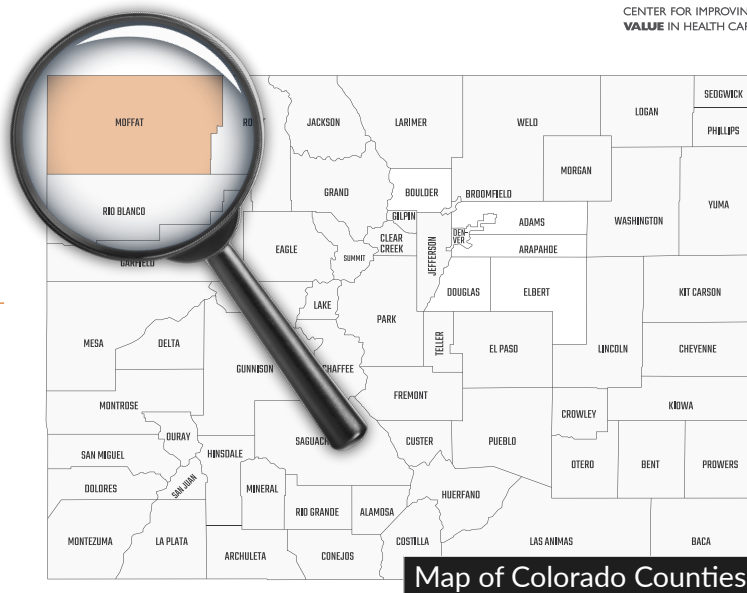 CENTER FOR IMPROVIN
VALUE IN HEALTH CAR
SEDGWICK
LOGAN
MOFFAT
JACKSON
LARIMER
WELD
PHILLIPS
MORGAN
GRAND
BOULDER
BROOMFIELD
YUMA
RIO BLANCO
GILPIN
ADAMS
WASHINGTON
DEN-
VER
CLEAR
CREEK
EAGLE
JEFFERSON
ARAPAHOE
SUMMIT
GARFIELD
DOUGLAS
ELBERT
KIT CARSON
LAKE
PARK
MESA
DELTA
TELLER
EL PASO
LINCOLN
CHEYENNE
GUNNISON
CHAFFEE
FREMONT
MONTROSE
CROWLEY
KIOWA
OURAY
SAGUACH
CUSTER
PUEBLO
SAN MIGUEL
HINSDALE
OTERO
BENT
PROWERS
DOLORES
SAN JUAN
MINERAL
HUERFANO
RIO GRANDE
ALAMOSA
MONTEZUMA
LA PLATA
COSTILLA
LAS ANIMAS
BACA
ARCHULETA
CONEJOS
Map of Colorado Counties